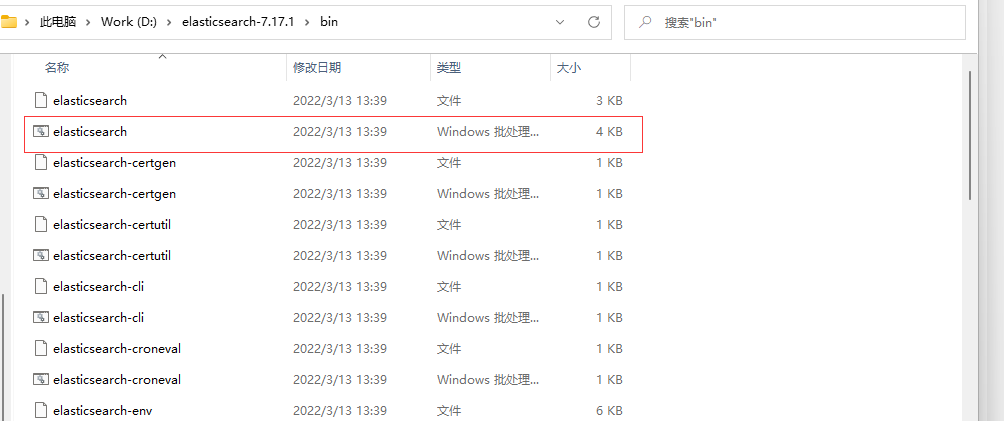 此电脑 > Work (D:) > elasticsearch-7.17.1 > bin
搜索"bin"
名称 修改日期 类型 大小
elasticsearch 2022/3/13 13:39 文件 3 KB
elasticsearch 2022/3/13 13:39 Windows 批处理... 4 KB
elasticsearch-certgen 2022/3/13 13:39 文件 1 KB
elasticsearch-certgen 2022/3/13 13:39 Windows 批处理... 1 KB
elasticsearch-certutil 2022/3/13 13:39 文件 1 KB
elasticsearch-certutil 2022/3/13 13:39 Windows 批处理... 1 KB
elasticsearch-cli 2022/3/13 13:39 文件 1 KB
elasticsearch-cli 2022/3/13 13:39 Windows 批处理... 1 KB
elasticsearch-croneval 2022/3/13 13:39 文件 1 KB
elasticsearch-croneval 2022/3/13 13:39 Windows 批处理... 1 KB
elasticsearch-env 2022/3/13 13:39 文件 6 KB